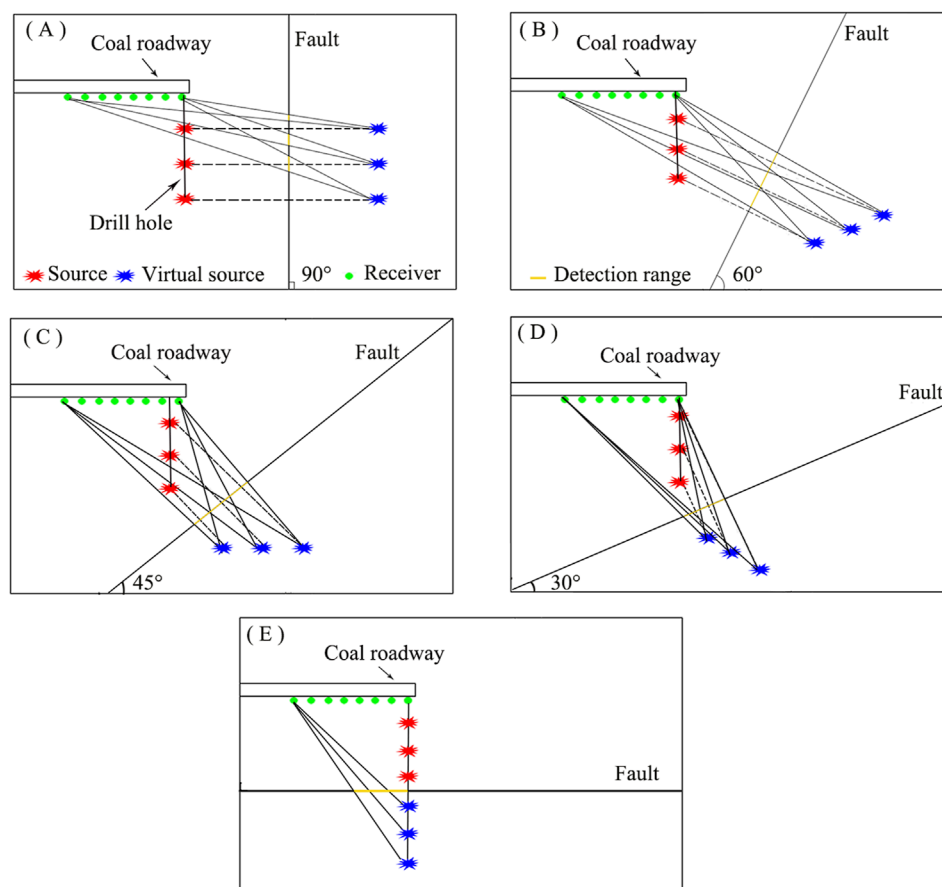 ( A )
Coal roadway
Fault
Drill hole
90°
Source
Virtual source
Receiver
( B )
Coal roadway
Fault
Detection range
60°
( C )
Coal roadway
Fault
45°
( D )
Coal roadway
Fault
30°
( E )
Coal roadway
Fault